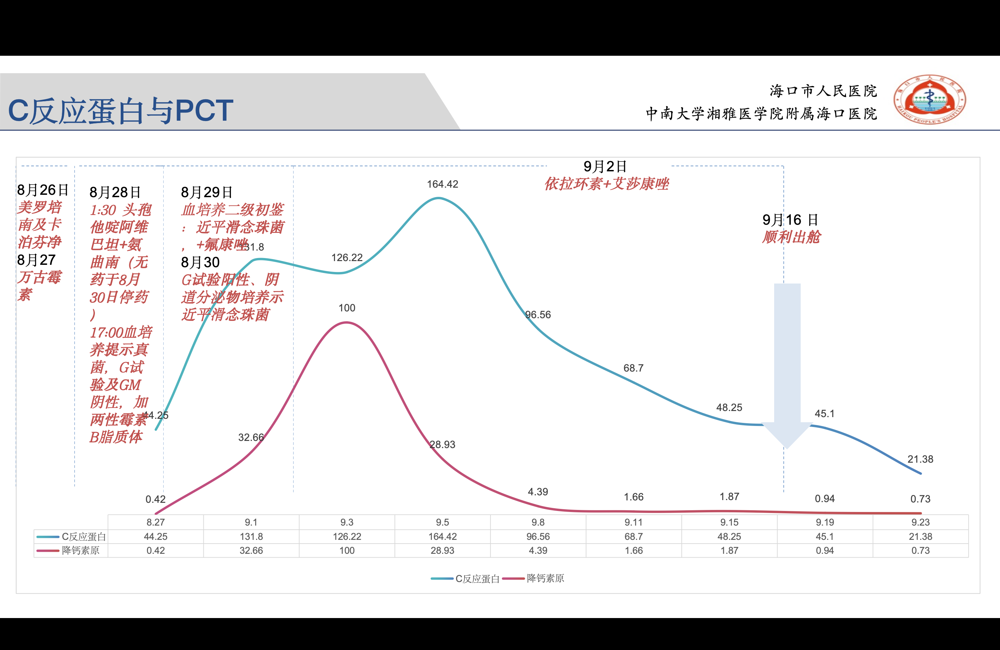 C反应蛋白与PCT
海口市人民医院
中南大学湘雅医学院附属海口医院
海口市人民医院
HAIKOU PEOPLE'S HOSPITAL
8月26日
美罗培
南及卡
泊芬净
8月27
万古霉
素
8月28日
1:30 头孢
他啶阿维
巴坦+氨
曲南（无
药于8月
30日停药
）
17:00血培
养提示真
菌，G试
验及GM
阴性，加
两性霉素
B脂质体
8月29日
血培养二级初鉴
：近平滑念珠菌
，+氟康唑
8月30
G试验阳性、阴
道分泌物培养示
近平滑念珠菌
9月2日
依拉环素+艾莎康唑
9月16 日
顺利出舱
44.25
131.8
126.22
164.42
96.56
68.7
48.25
45.1
21.38
0.42
32.66
100
28.93
4.39
1.66
1.87
0.94
0.73
8.27 9.1 9.3 9.5 9.8 9.11 9.15 9.19 9.23
C反应蛋白 44.25 131.8 126.22 164.42 96.56 68.7 48.25 45.1 21.38
降钙素原 0.42 32.66 100 28.93 4.39 1.66 1.87 0.94 0.73
C反应蛋白 降钙素原